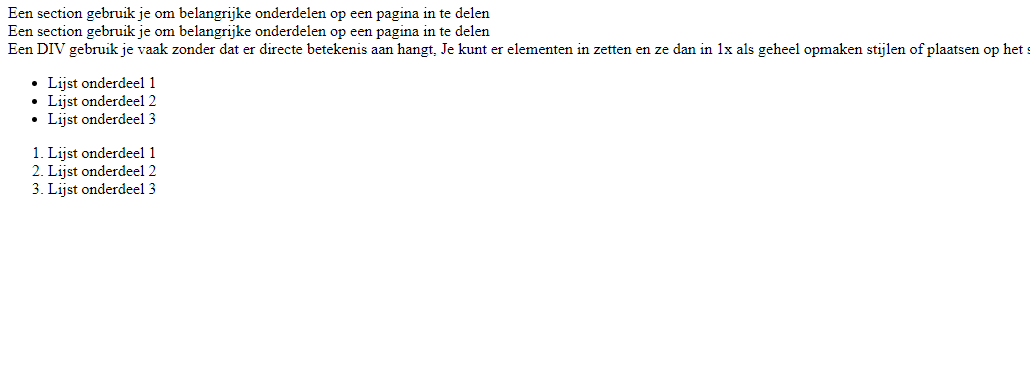 Een section gebruik je om belangrijke onderdelen op een pagina in te delen
Een section gebruik je om belangrijke onderdelen op een pagina in te delen
Een DIV gebruik je vaak zonder dat er directe betekenis aan hangt, Je kunt er elementen in zetten en ze dan in 1x als geheel opmaken stijlen of plaatsen op het
• Lijst onderdeel 1
• Lijst onderdeel 2
• Lijst onderdeel 3
1. Lijst onderdeel 1
2. Lijst onderdeel 2
3. Lijst onderdeel 3